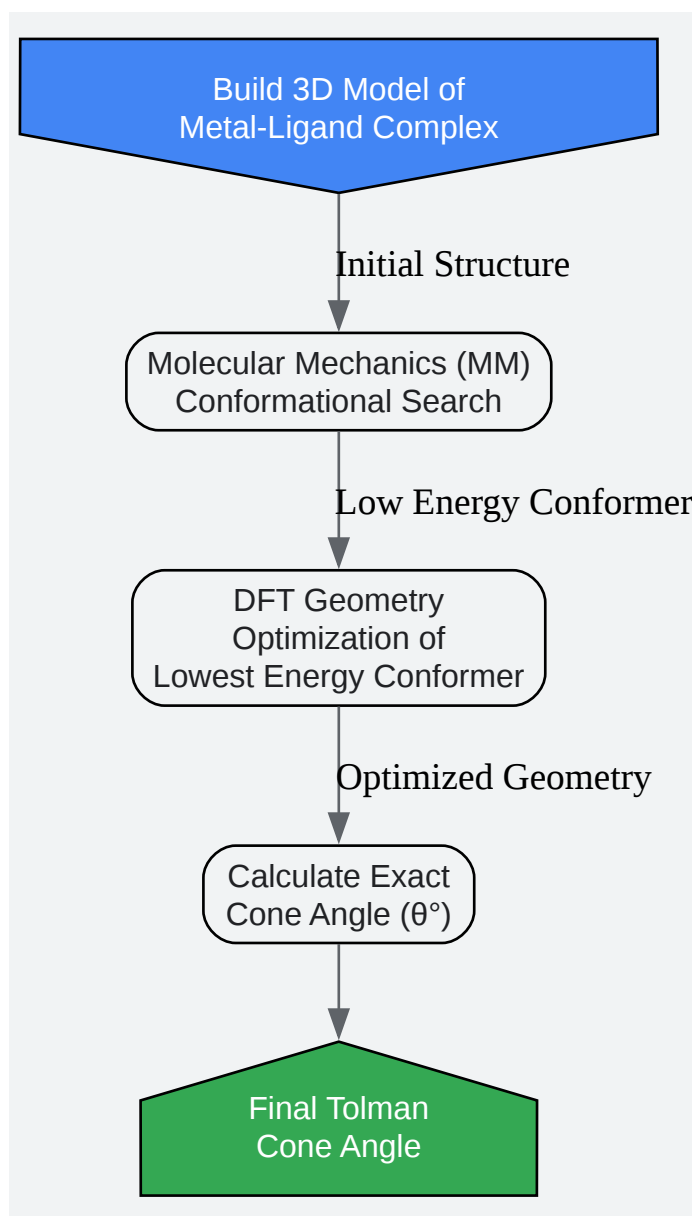 Build 3D Model of
Metal-Ligand Complex
Initial Structure
Molecular Mechanics (MM)
Conformational Search
Low Energy Conformer
DFT Geometry
Optimization of
Lowest Energy Conformer
Optimized Geometry
Calculate Exact
Cone Angle (θ°)
Final Tolman
Cone Angle